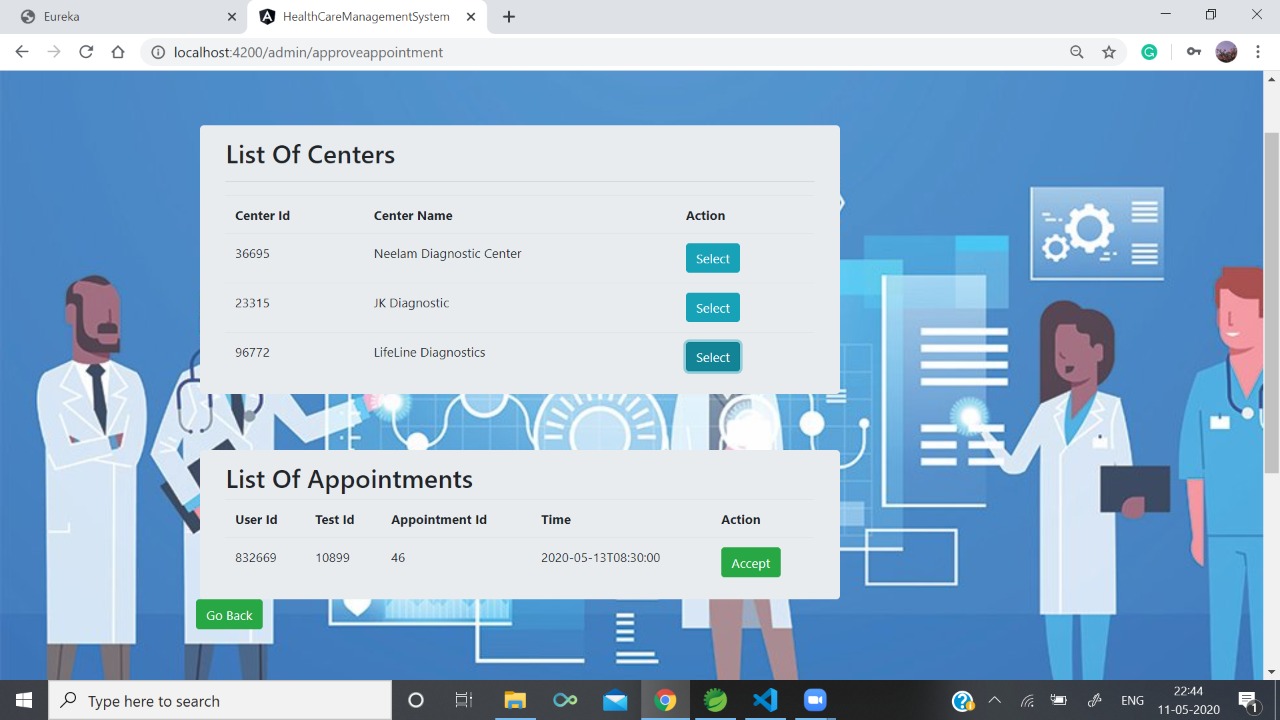 Eureka
HealthCareManagementSystem
localhost:4200/admin/approveappointment
List Of Centers
Center Id Center Name Action
36695 Neelam Diagnostic Center Select
23315 JK Diagnostic Select
96772 LifeLine Diagnostics Select
List Of Appointments
User Id Test Id Appointment Id Time Action
832669 10899 46 2020-05-13T08:30:00 Accept
Go Back
Type here to search
ENG
22:44
11-05-2020
1